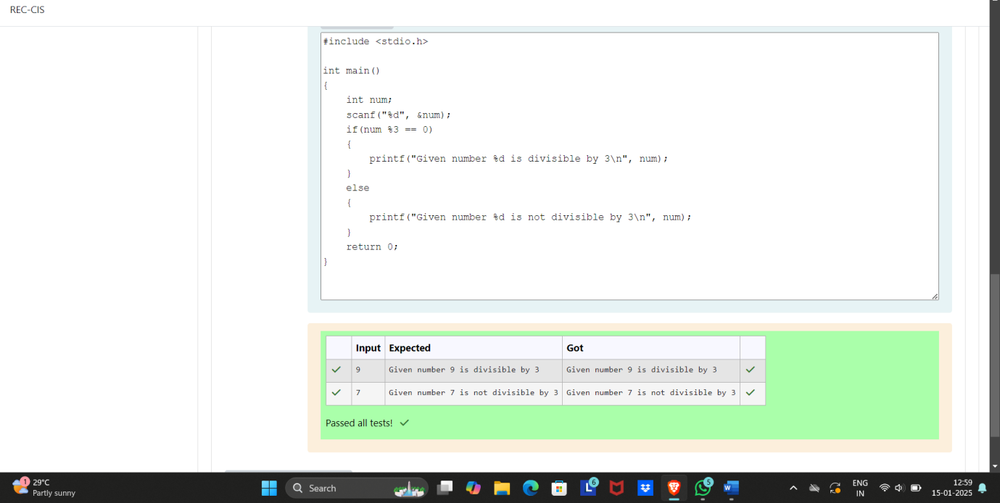 REC-CIS
#include <stdio.h>
int main()
{
    int num;
    scanf("%d", &num);
    if(num %3 == 0)
    {
        printf("Given number %d is divisible by 3\n", num);
    }
    else
    {
        printf("Given number %d is not divisible by 3\n", num);
    }
    return 0;
}
Input Expected Got
9 Given number 9 is divisible by 3 Given number 9 is divisible by 3
7 Given number 7 is not divisible by 3 Given number 7 is not divisible by 3
Passed all tests!
1
29°C
Partly sunny
Search
L
6
5
W
ENG
IN
12:59
15-01-2025